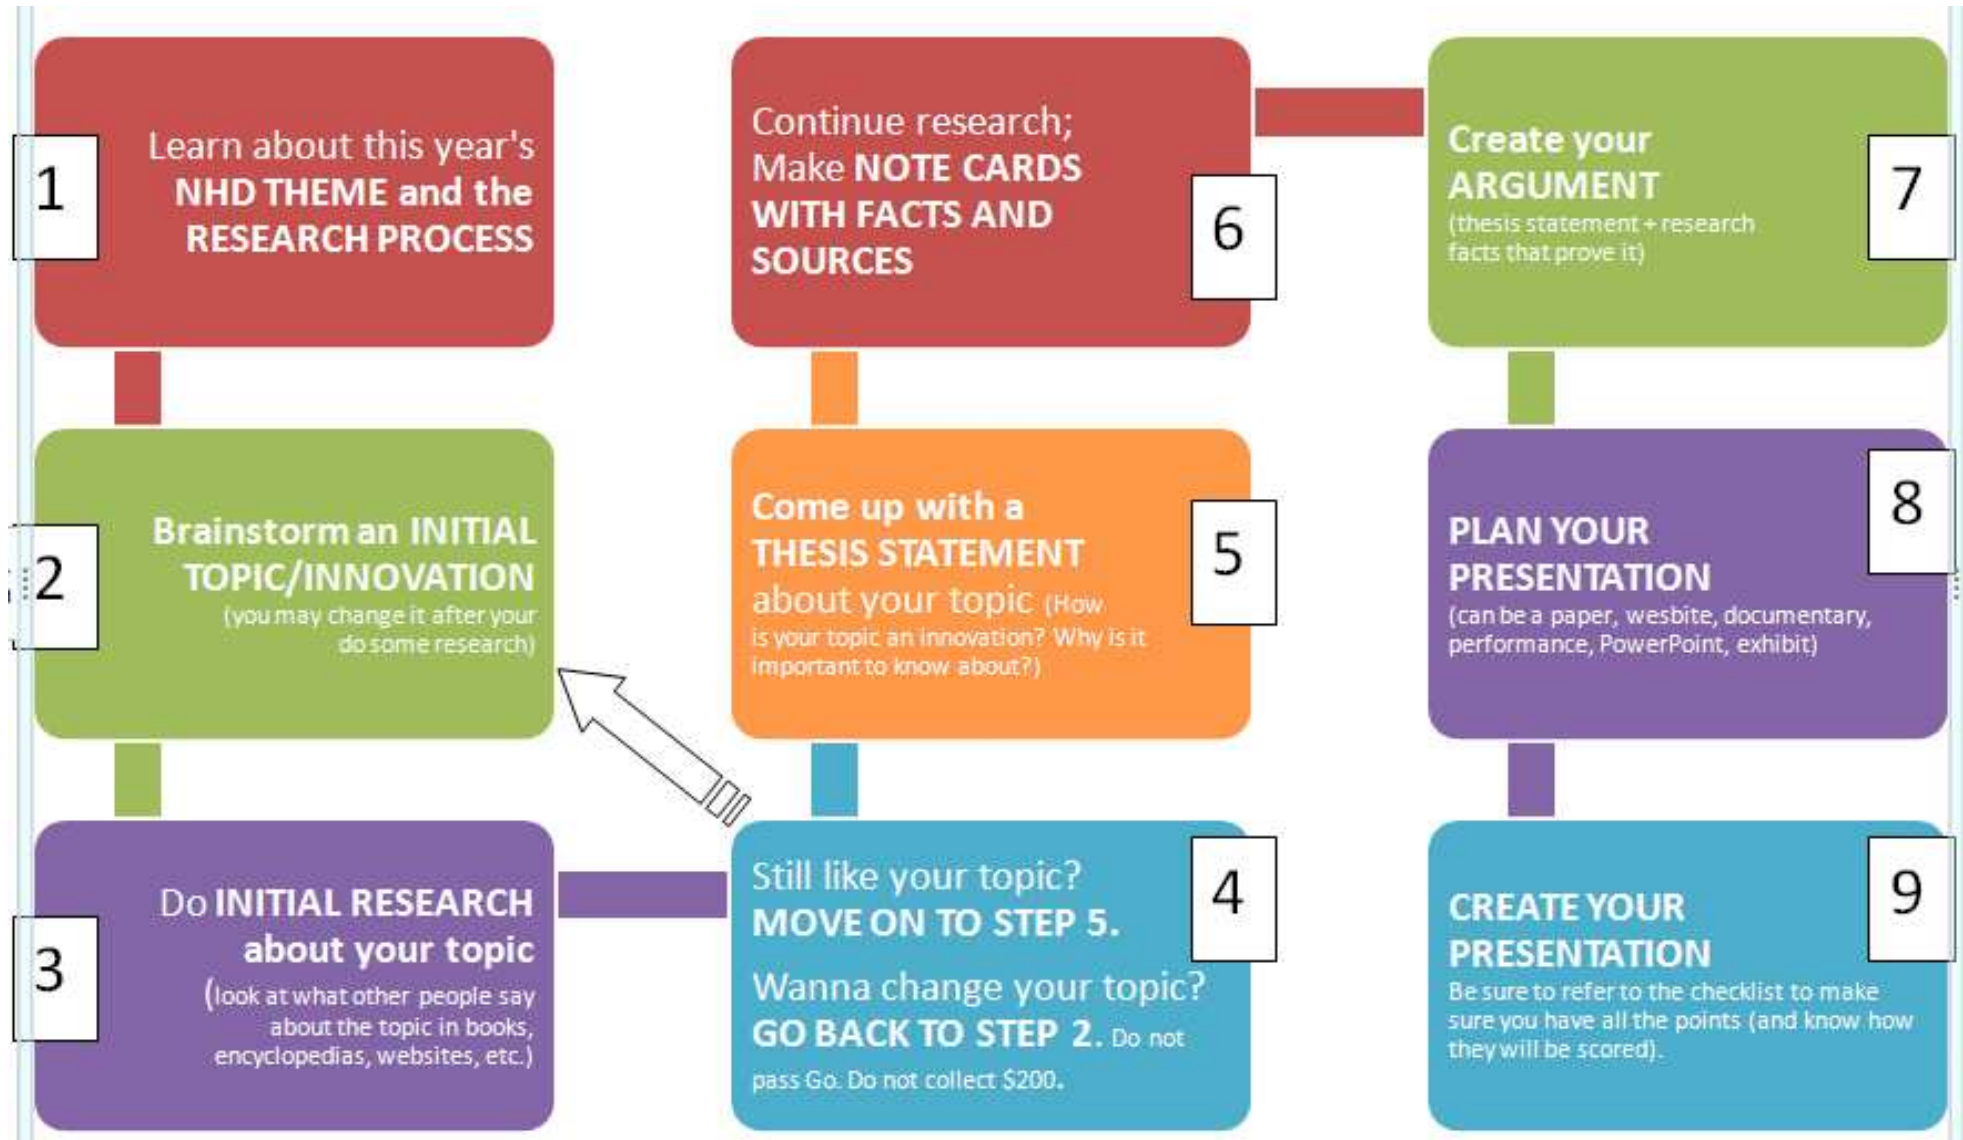 1
Learn about this year's
NHD THEME and the
RESEARCH PROCESS
2
Brainstorm an INITIAL
TOPIC/INNOVATION
(you may change it after your
do some research)
3
Do INITIAL RESEARCH
about your topic
(look at what other people say
about the topic in books,
encyclopedias, websites, etc.)
4
Still like your topic?
MOVE ON TO STEP 5.
Wanna change your topic?
GO BACK TO STEP 2. Do not
pass Go. Do not collect $200.
5
Come up with a
THESIS STATEMENT
about your topic (How
is your topic an innovation? Why is it
important to know about?)
6
Continue research;
Make NOTE CARDS
WITH FACTS AND
SOURCES
7
Create your
ARGUMENT
(thesis statement + research
facts that prove it)
8
PLAN YOUR
PRESENTATION
(can be a paper, wesbite, documentary,
performance, PowerPoint, exhibit)
9
CREATE YOUR
PRESENTATION
Be sure to refer to the checklist to make
sure you have all the points (and know how
they will be scored).